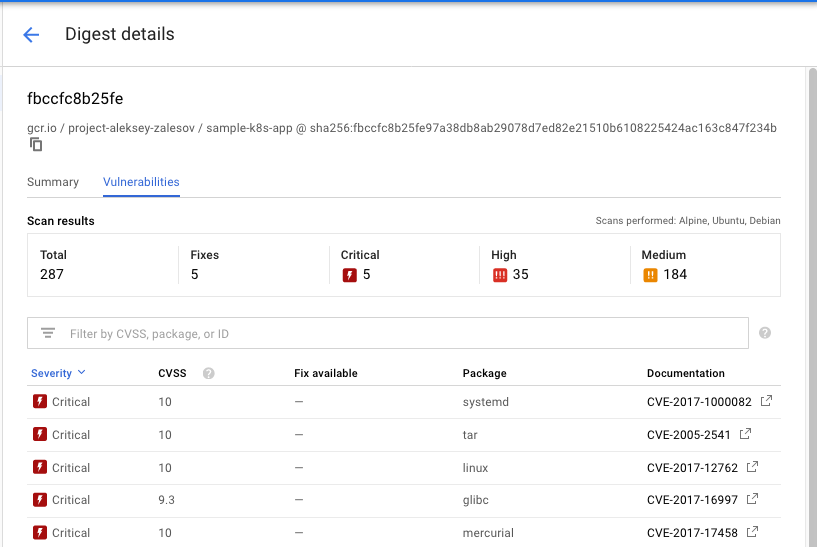 Digest details
fbccfc8b25fe
gcr.io / project-aleksey-zalesov / sample-k8s-app @ sha256:fbccfc8b25fe97a38db8ab29078d7ed82e21510b6108225424ac163c847f234b
Summary Vulnerabilities
Scan results Scans performed: Alpine, Ubuntu, Debian
Total Fixes Critical High Medium
287 5 5 35 184
Filter by CVSS, package, or ID
Severity CVSS Fix available Package Documentation
Critical 10 — systemd CVE-2017-1000082
Critical 10 — tar CVE-2005-2541
Critical 10 — linux CVE-2017-12762
Critical 9.3 — glibc CVE-2017-16997
Critical 10 — mercurial CVE-2017-17458